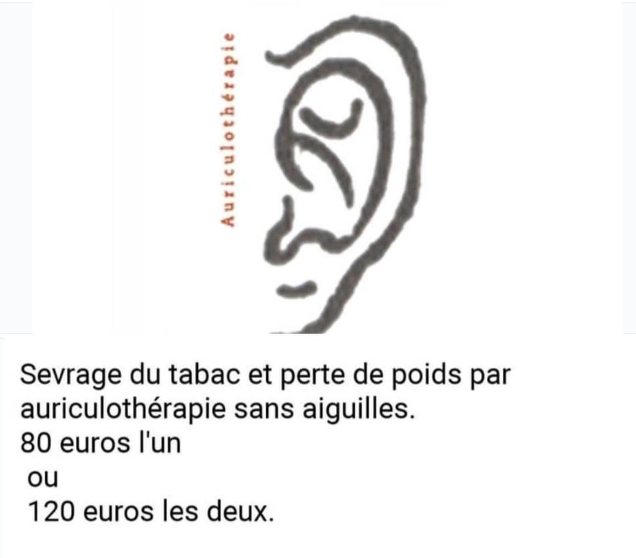 Auriculothérapie
Sevrage du tabac et perte de poids par
auriculothérapie sans aiguilles.
80 euros l'un
ou
120 euros les deux.